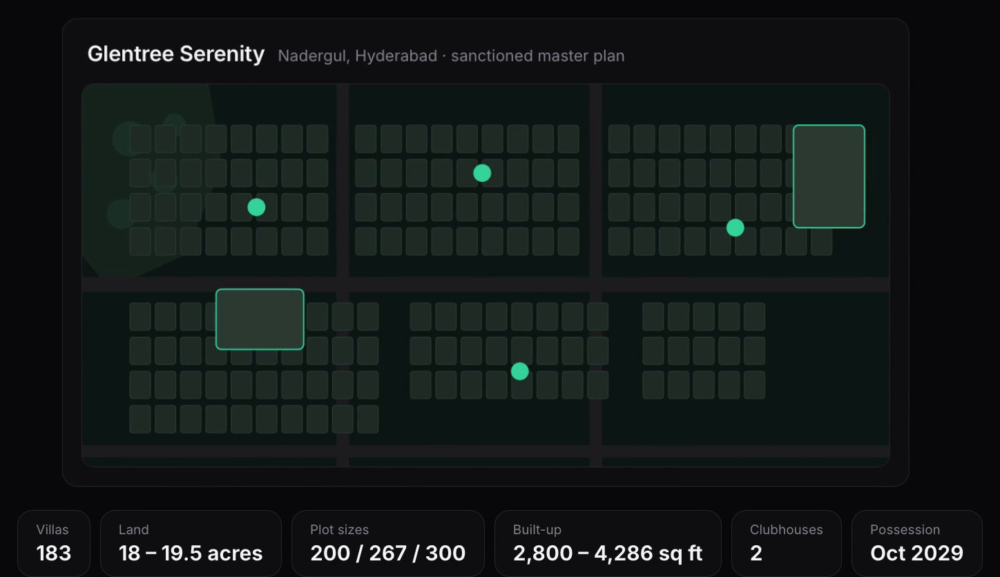 Glentree Serenity Nadergul, Hyderabad · sanctioned master plan
Villas
183
Land
18 – 19.5 acres
Plot sizes
200 / 267 / 300
Built-up
2,800 – 4,286 sq ft
Clubhouses
2
Possession
Oct 2029